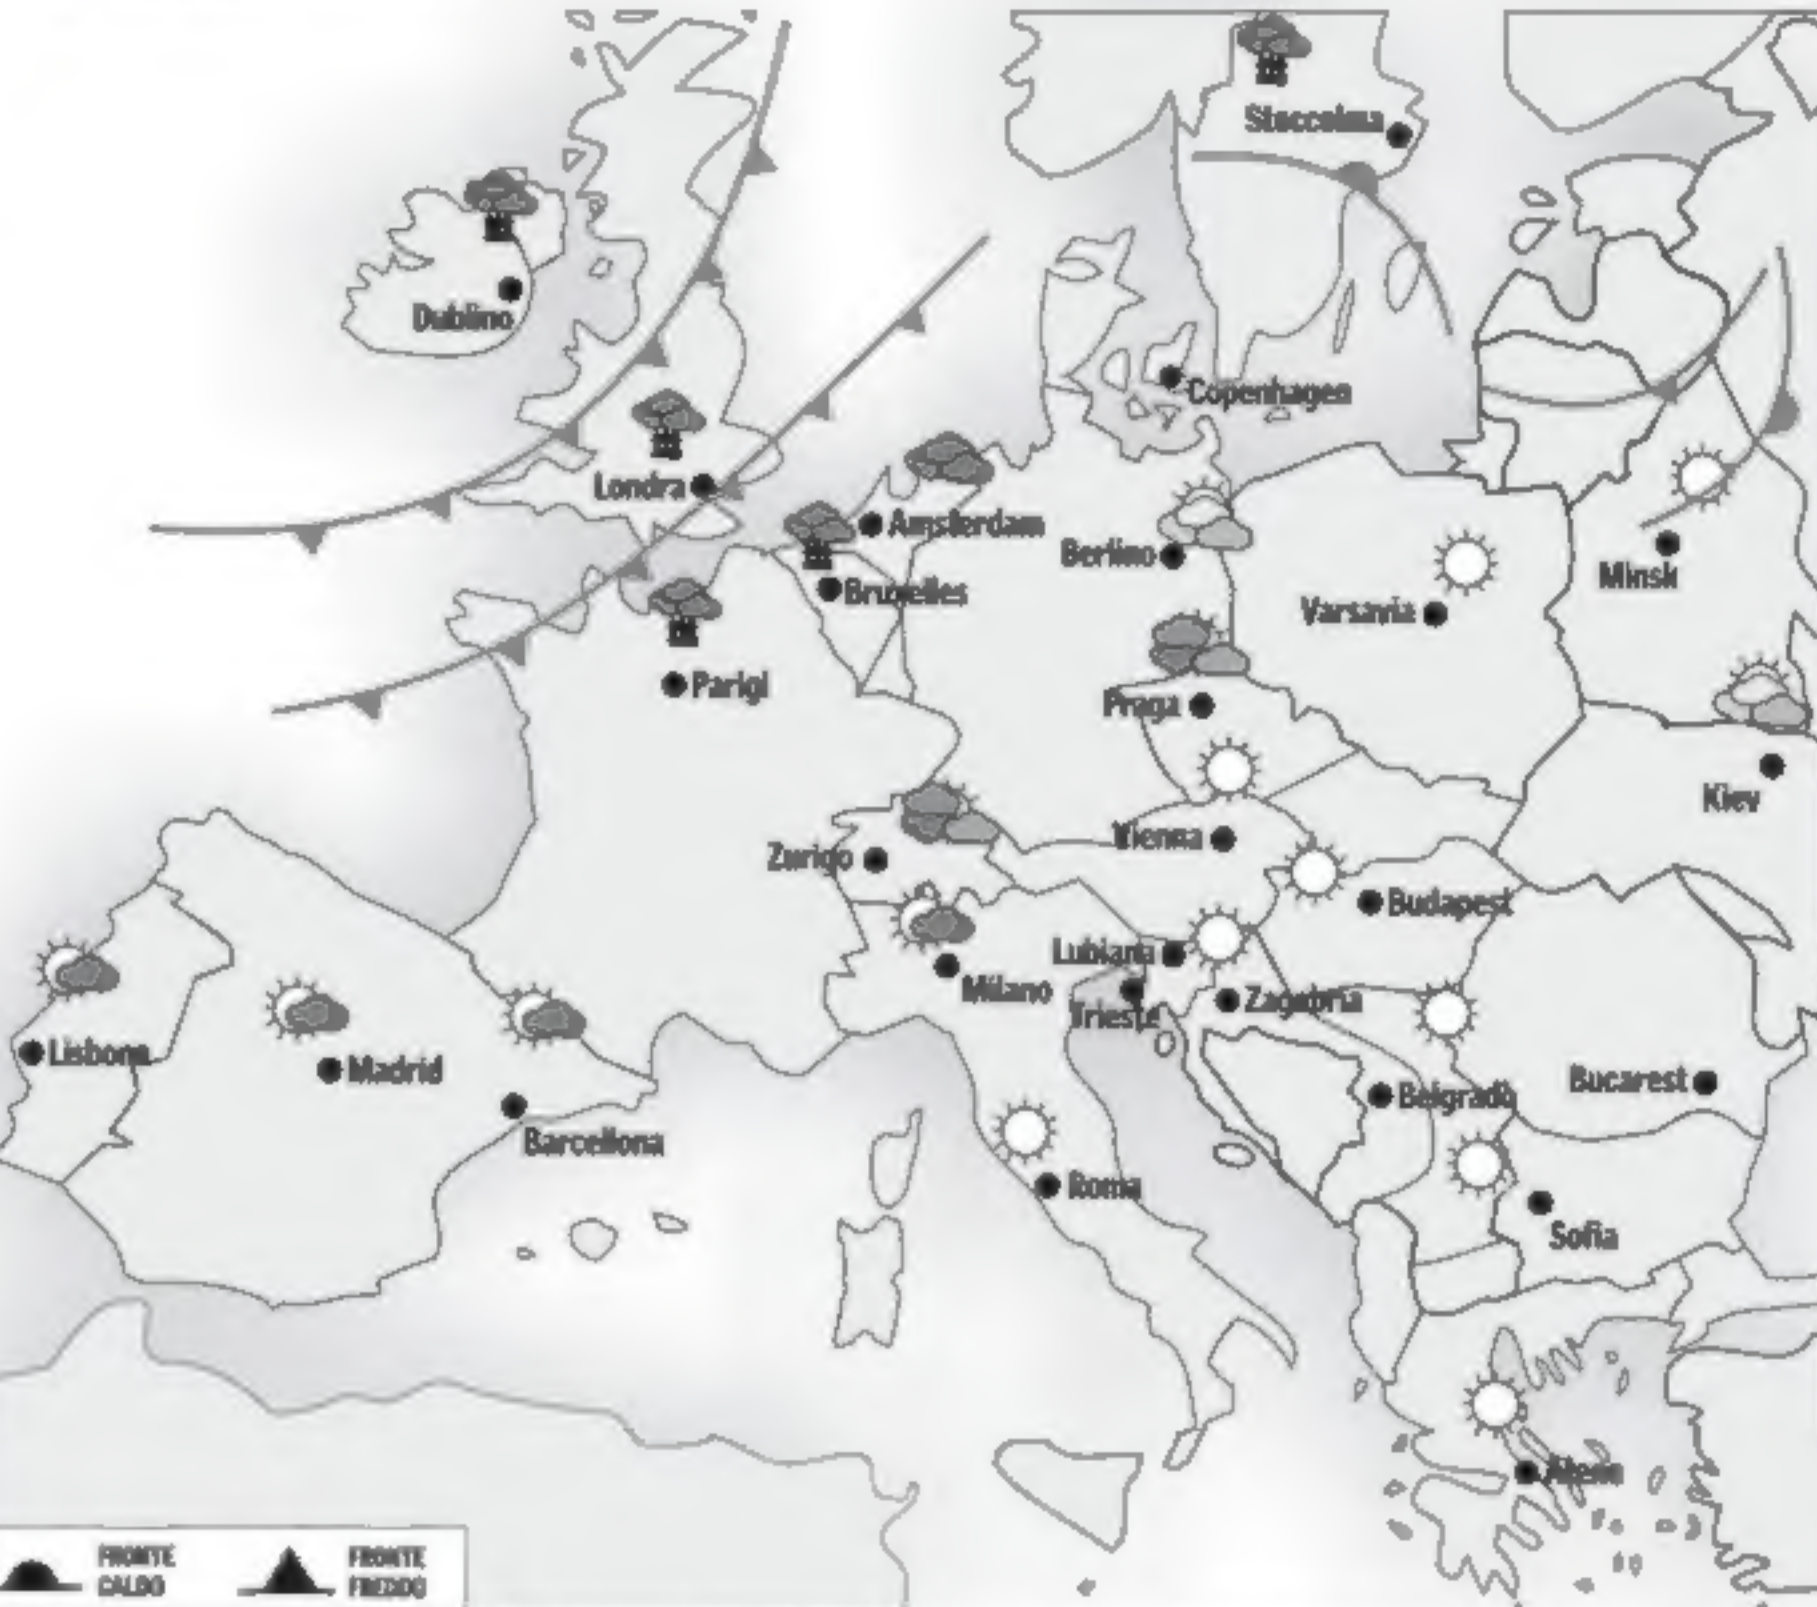 Stoccolma
Dublino
Copenhagen
Londra
Amsterdam
Berlino
Minsk
Bruxelles
Varsavia
Parigi
Praga
Kiev
Vienna
Zurigo
Budapest
Lubiana
Milano
Zagabria
Trieste
Lisbona
Madrid
Bucarest
Belgrado
Barcellona
Roma
Sofia
Atene
FRONTE
CALDO
FRONTE
FREDDO